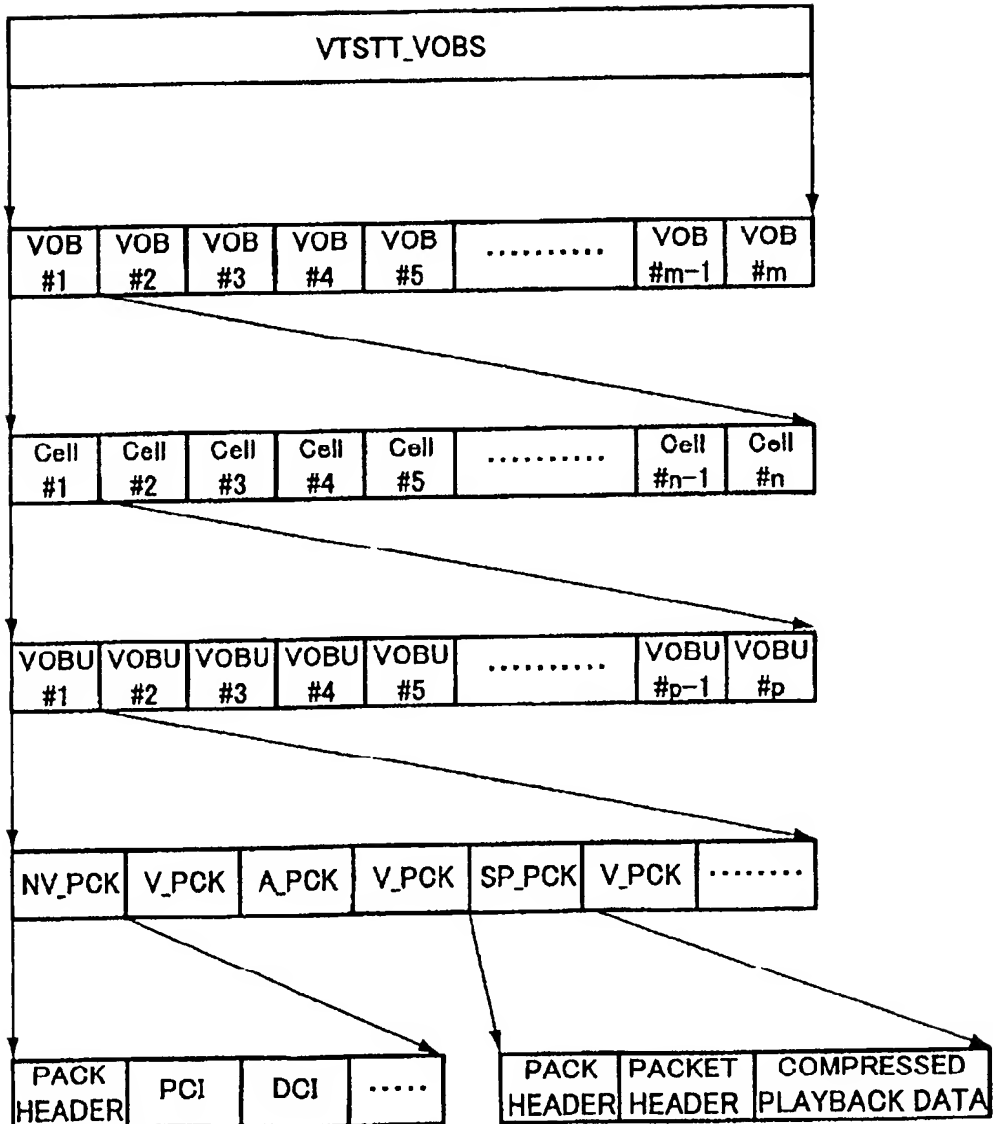 VTSTT_VOBS
VOB #1 VOB #2 VOB #3 VOB #4 VOB #5 .......... VOB #m-1 VOB #m
Cell #1 Cell #2 Cell #3 Cell #4 Cell #5 .......... Cell #n-1 Cell #n
VOBU #1 VOBU #2 VOBU #3 VOBU #4 VOBU #5 .......... VOBU #p-1 VOBU #p
NV_PCK V_PCK A_PCK V_PCK SP_PCK V_PCK ........
PACK HEADER PCI DCI ..... PACK HEADER PACKET HEADER COMPRESSED PLAYBACK DATA